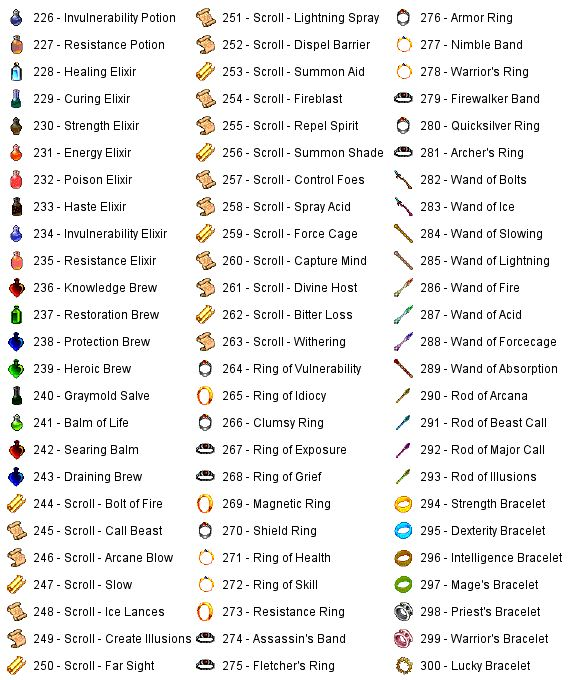 226 - Invulnerability Potion
227 - Resistance Potion
228 - Healing Elixir
229 - Curing Elixir
230 - Strength Elixir
231 - Energy Elixir
232 - Poison Elixir
233 - Haste Elixir
234 - Invulnerability Elixir
235 - Resistance Elixir
236 - Knowledge Brew
237 - Restoration Brew
238 - Protection Brew
239 - Heroic Brew
240 - Graymold Salve
241 - Balm of Life
242 - Searing Balm
243 - Draining Brew
244 - Scroll - Bolt of Fire
245 - Scroll - Call Beast
246 - Scroll - Arcane Blow
247 - Scroll - Slow
248 - Scroll - Ice Lances
249 - Scroll - Create Illusions
250 - Scroll - Far Sight
251 - Scroll - Lightning Spray
252 - Scroll - Dispel Barrier
253 - Scroll - Summon Aid
254 - Scroll - Fireblast
255 - Scroll - Repel Spirit
256 - Scroll - Summon Shade
257 - Scroll - Control Foes
258 - Scroll - Spray Acid
259 - Scroll - Force Cage
260 - Scroll - Capture Mind
261 - Scroll - Divine Host
262 - Scroll - Bitter Loss
263 - Scroll - Withering
264 - Ring of Vulnerability
265 - Ring of Idiocy
266 - Clumsy Ring
267 - Ring of Exposure
268 - Ring of Grief
269 - Magnetic Ring
270 - Shield Ring
271 - Ring of Health
272 - Ring of Skill
273 - Resistance Ring
274 - Assassin's Band
275 - Fletcher's Ring
276 - Armor Ring
277 - Nimble Band
278 - Warrior's Ring
279 - Firewalker Band
280 - Quicksilver Ring
281 - Archer's Ring
282 - Wand of Bolts
283 - Wand of Ice
284 - Wand of Slowing
285 - Wand of Lightning
286 - Wand of Fire
287 - Wand of Acid
288 - Wand of Forcecage
289 - Wand of Absorption
290 - Rod of Arcana
291 - Rod of Beast Call
292 - Rod of Major Call
293 - Rod of Illusions
294 - Strength Bracelet
295 - Dexterity Bracelet
296 - Intelligence Bracelet
297 - Mage's Bracelet
298 - Priest's Bracelet
299 - Warrior's Bracelet
300 - Lucky Bracelet